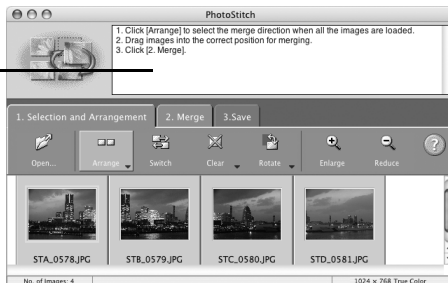 PhotoStitch
1. Click [Arrange] to select the merge direction when all the images are loaded.
2. Drag images into the correct position for merging.
3. Click [2. Merge].
1. Selection and Arrangement 2. Merge 3.Save
Open... Arrange Switch Clear Rotate Enlarge Reduce ?
STA_0578.JPG STB_0579.JPG STC_0580.JPG STD_0581.JPG
No. of Images: 4 1024 x 768 True Color